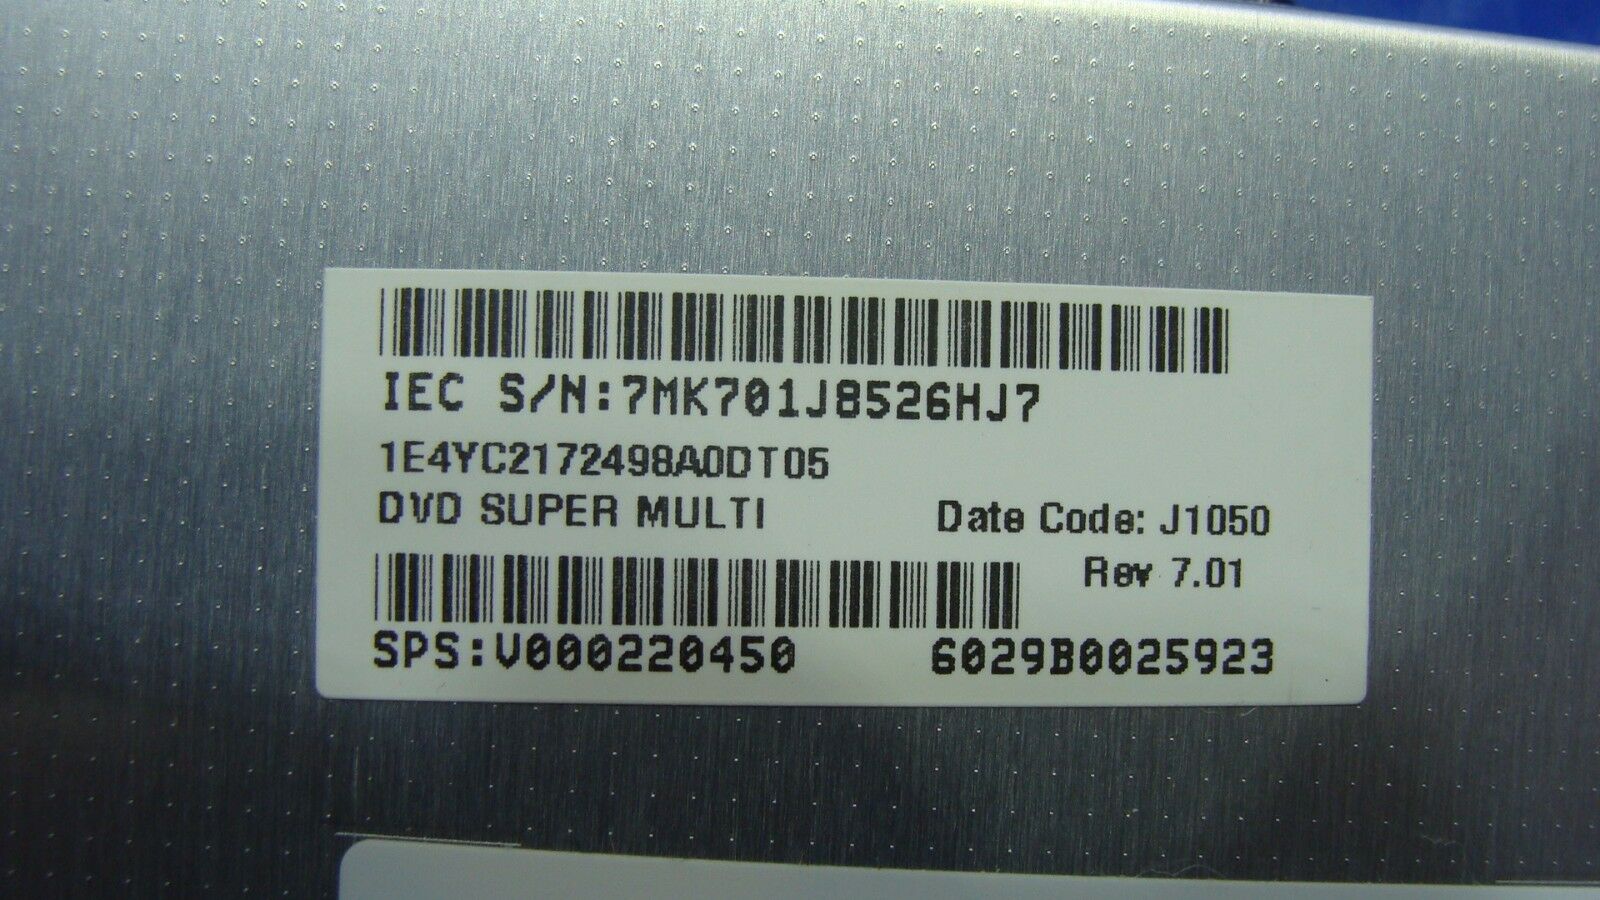 IEC S/N:7MK701J8526HJ7
1E4YC2172498A0DT05
DVD SUPER MULTI
Date Code: J1050
Rev 7.01
SPS:V000220450 6029B0025923